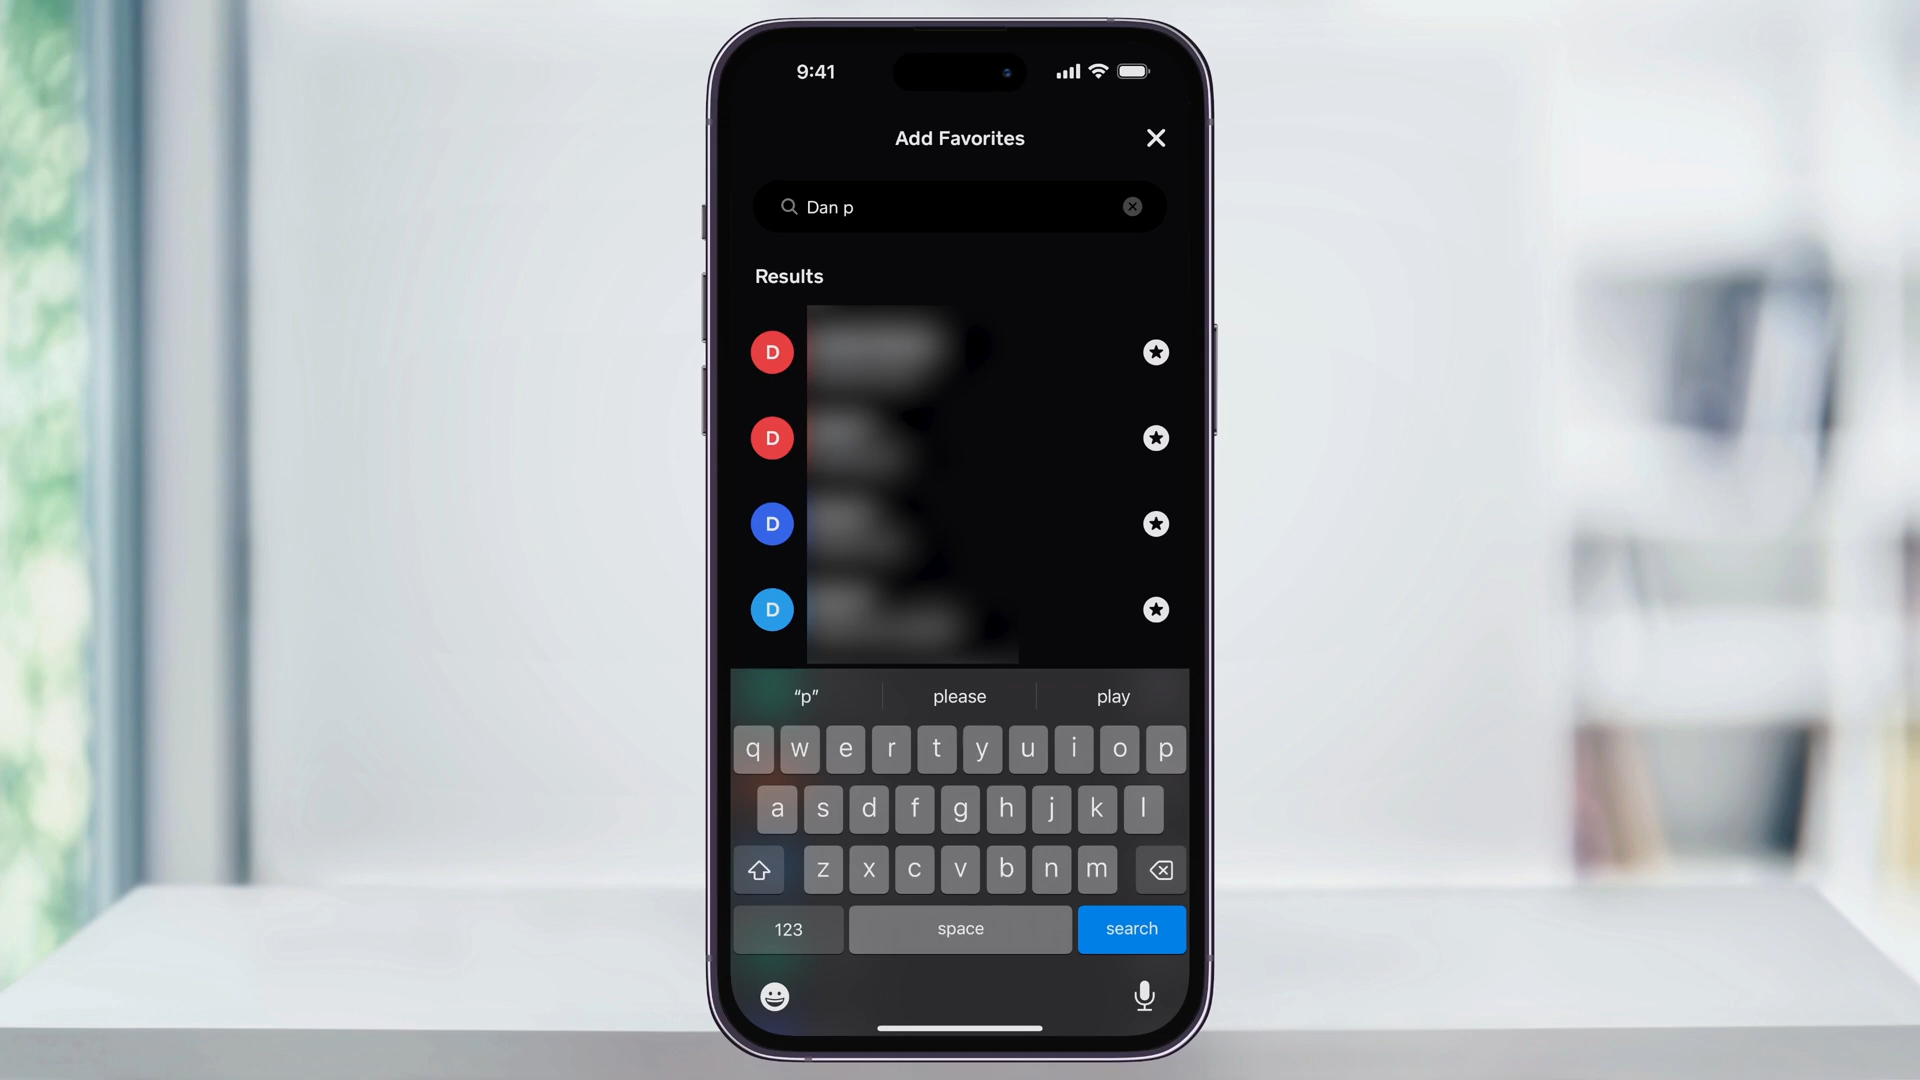 9:41
Add Favorites
Dan p
Results
D
D
D
D
“p” please play
q w e r t y u i o p
a s d f g h j k l
z x c v b n m
123 space search